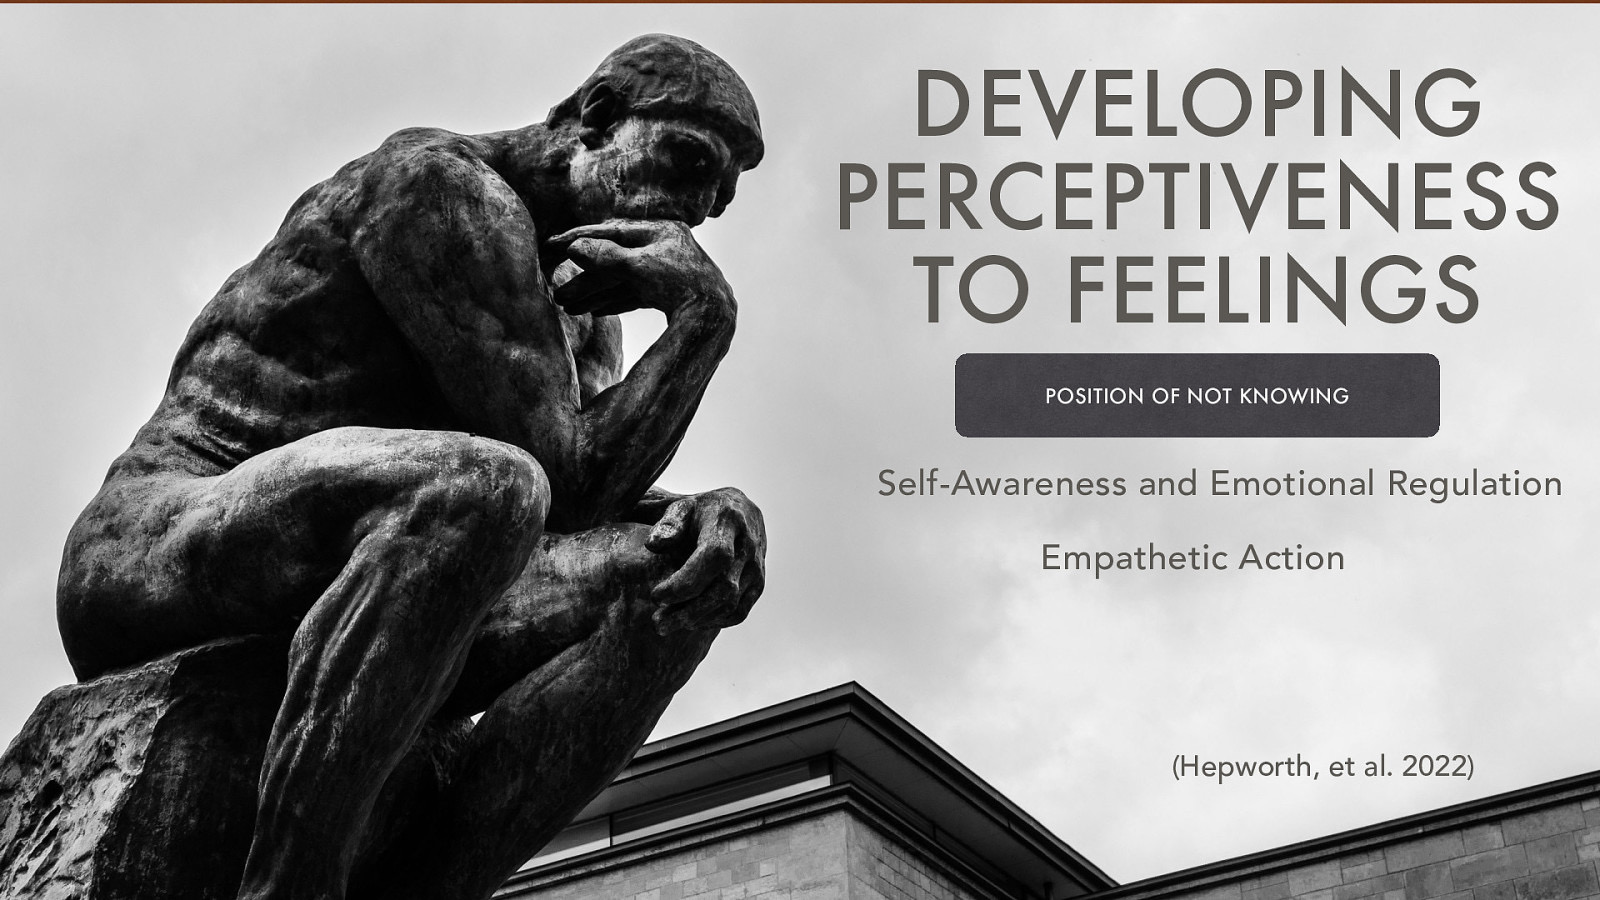 DEVELOPING
PERCEPTIVENESS
TO FEELINGS
POSITION OF NOT KNOWING
Self-Awareness and Emotional Regulation
Empathetic Action
(Hepworth, et al. 2022)